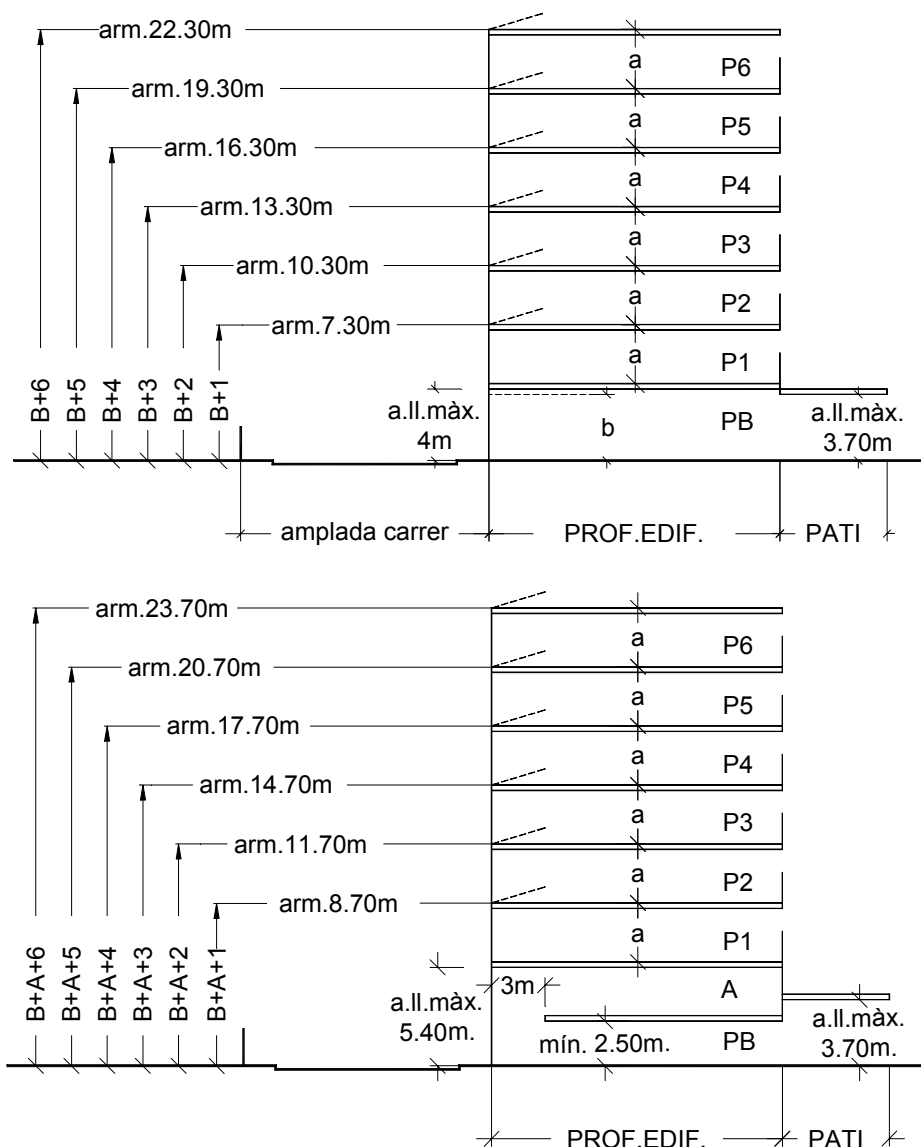 arm.22.30m
a
P6
arm.19.30m
a
P5
arm.16.30m
a
P4
arm.13.30m
a
P3
arm.10.30m
a
P2
arm.7.30m
a
P1
B+6
B+5
B+4
B+3
B+2
B+1
a.ll.màx.
4m
b
PB
a.ll.màx.
3.70m
amplada carrer
PROF.EDIF.
PATI
arm.23.70m
a
P6
arm.20.70m
a
P5
arm.17.70m
a
P4
arm.14.70m
a
P3
arm.11.70m
a
P2
arm.8.70m
a
P1
B+A+6
B+A+5
B+A+4
B+A+3
B+A+2
B+A+1
3m
A
a.ll.màx.
5.40m.
mín. 2.50m.
PB
a.ll.màx.
3.70m.
PROF.EDIF.
PATI